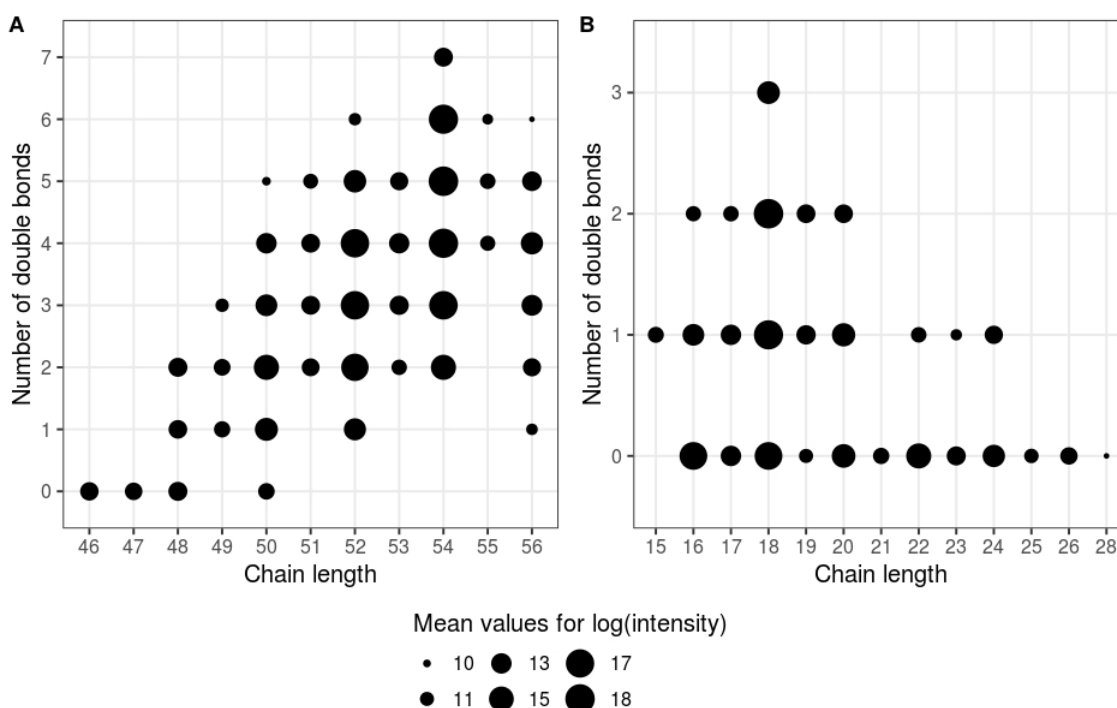 A
Number of double bonds
7
6
5
4
3
2
1
0
46 47 48 49 50 51 52 53 54 55 56
Chain length
B
Number of double bonds
3
2
1
0
15 16 17 18 19 20 21 22 23 24 25 26 28
Chain length
Mean values for log(intensity)
10 13 17
11 15 18